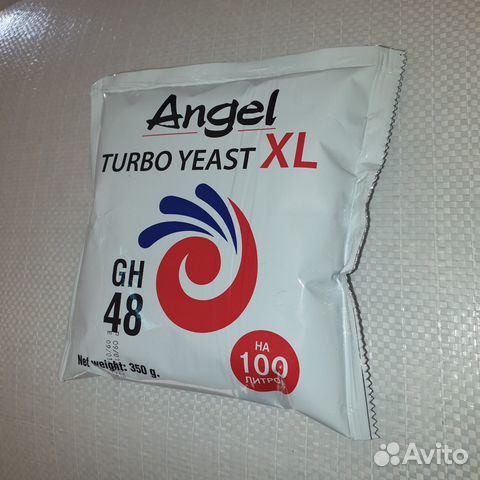 Angel
TURBO YEAST XL
GH
48
Net weight: 350 g.
НА
100
ЛИТРОВ
Avito